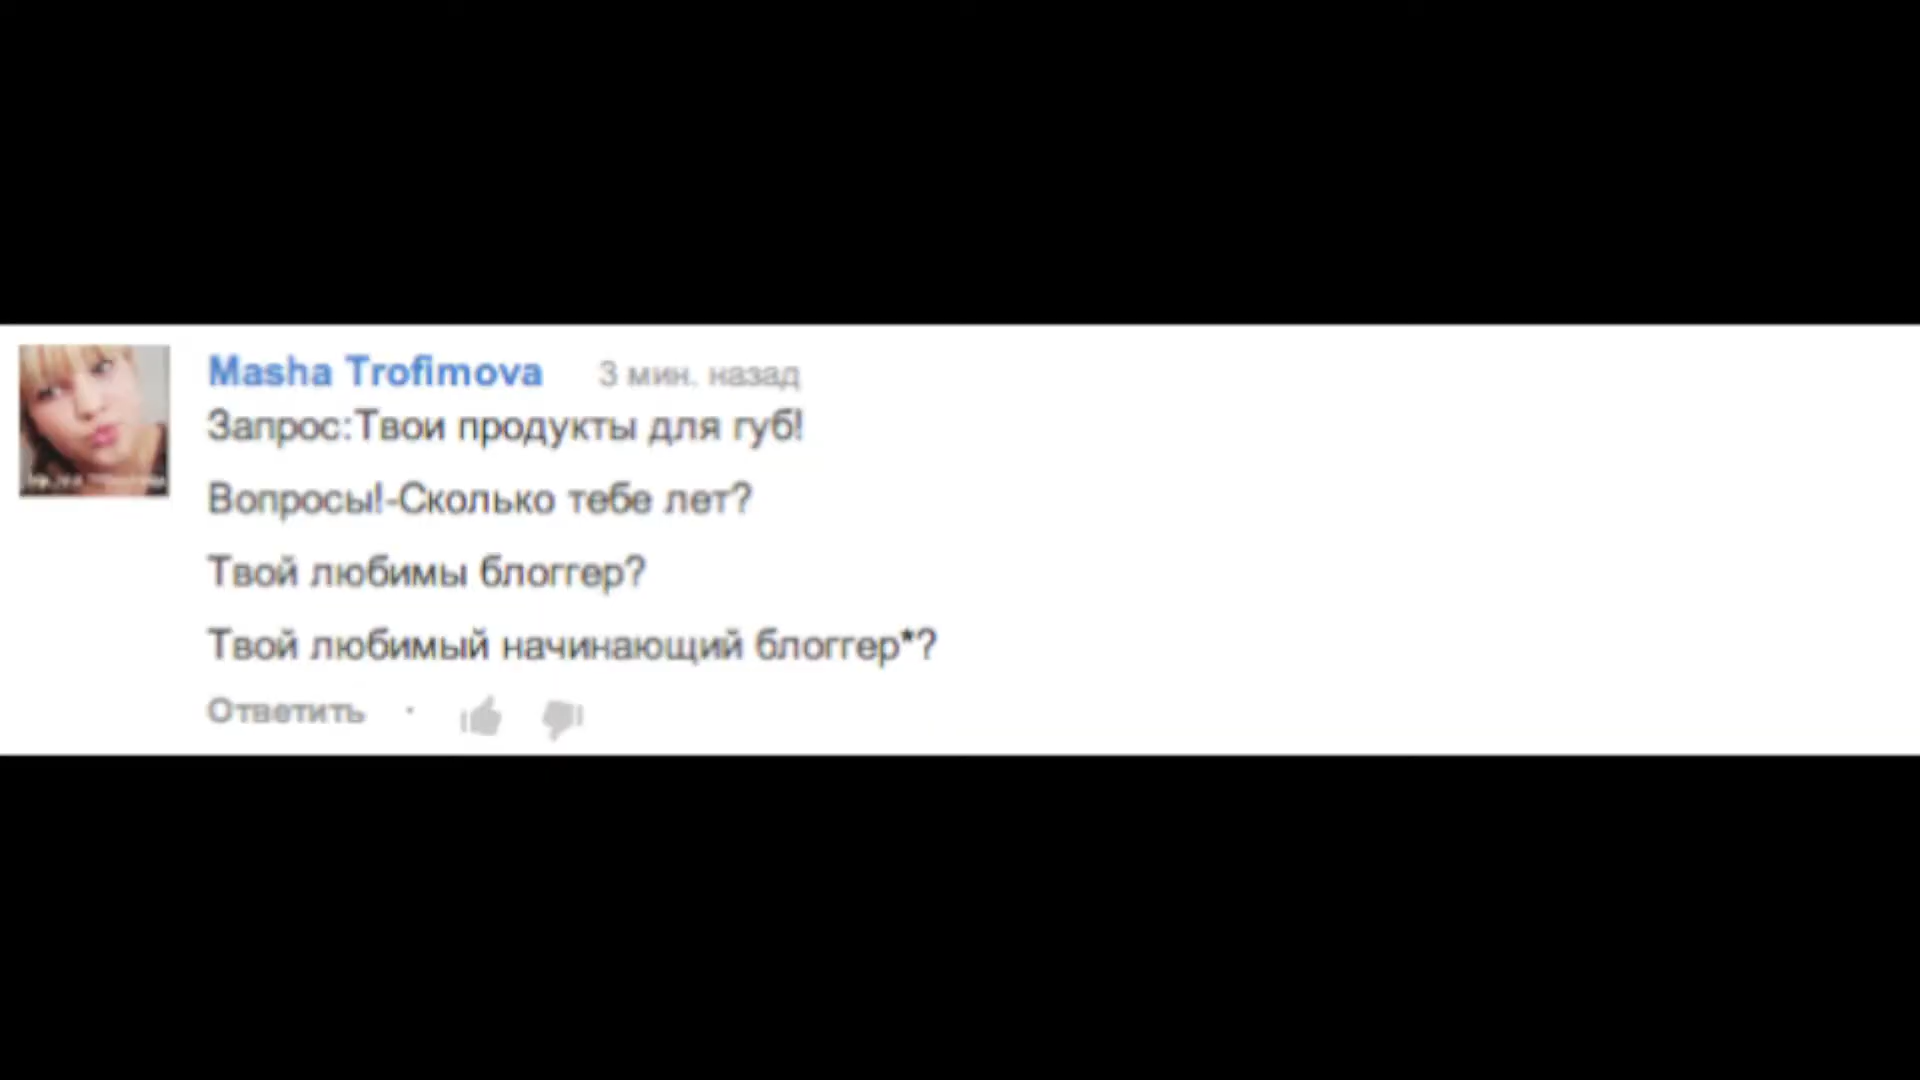 Masha Trofimova 3 мин. назад
Запрос:Твои продукты для губ!
Вопросы!-Сколько тебе лет?
Твой любимы блоггер?
Твой любимый начинающий блоггер*?
Ответить ·